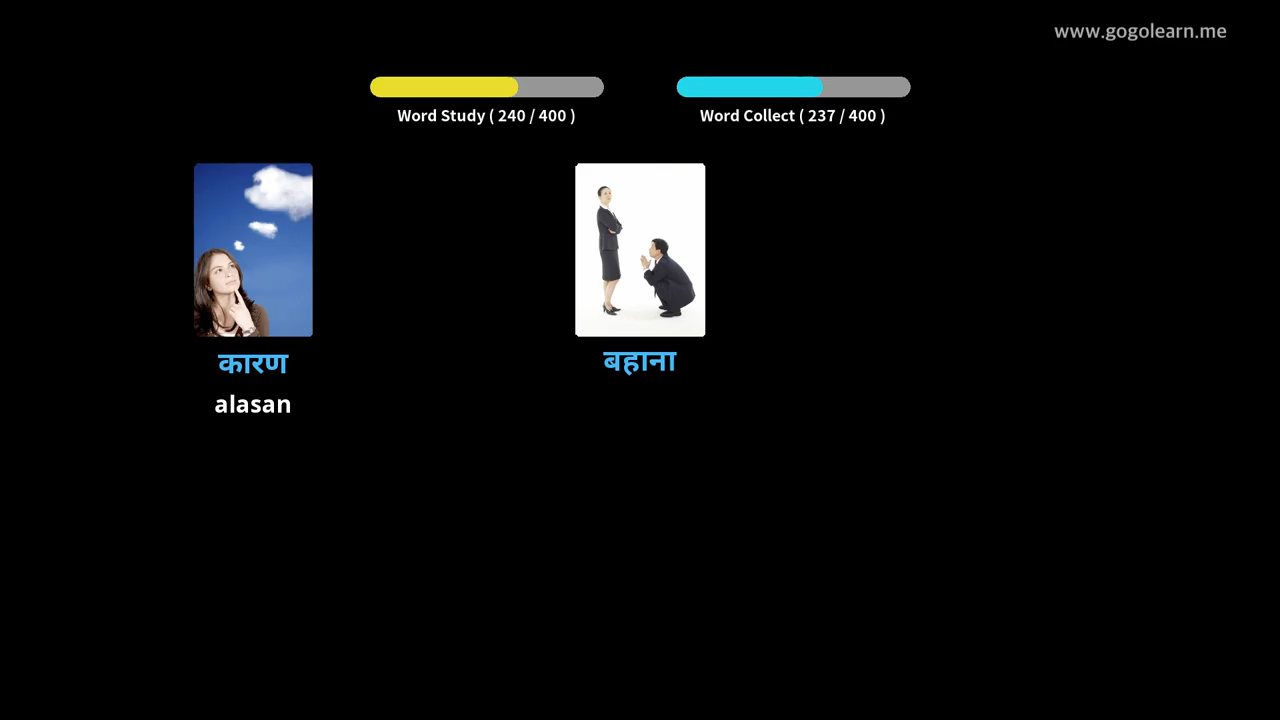 www.gogolearn.me
Word Study ( 240 / 400 )
Word Collect ( 237 / 400 )
कारण
alasan
बहाना